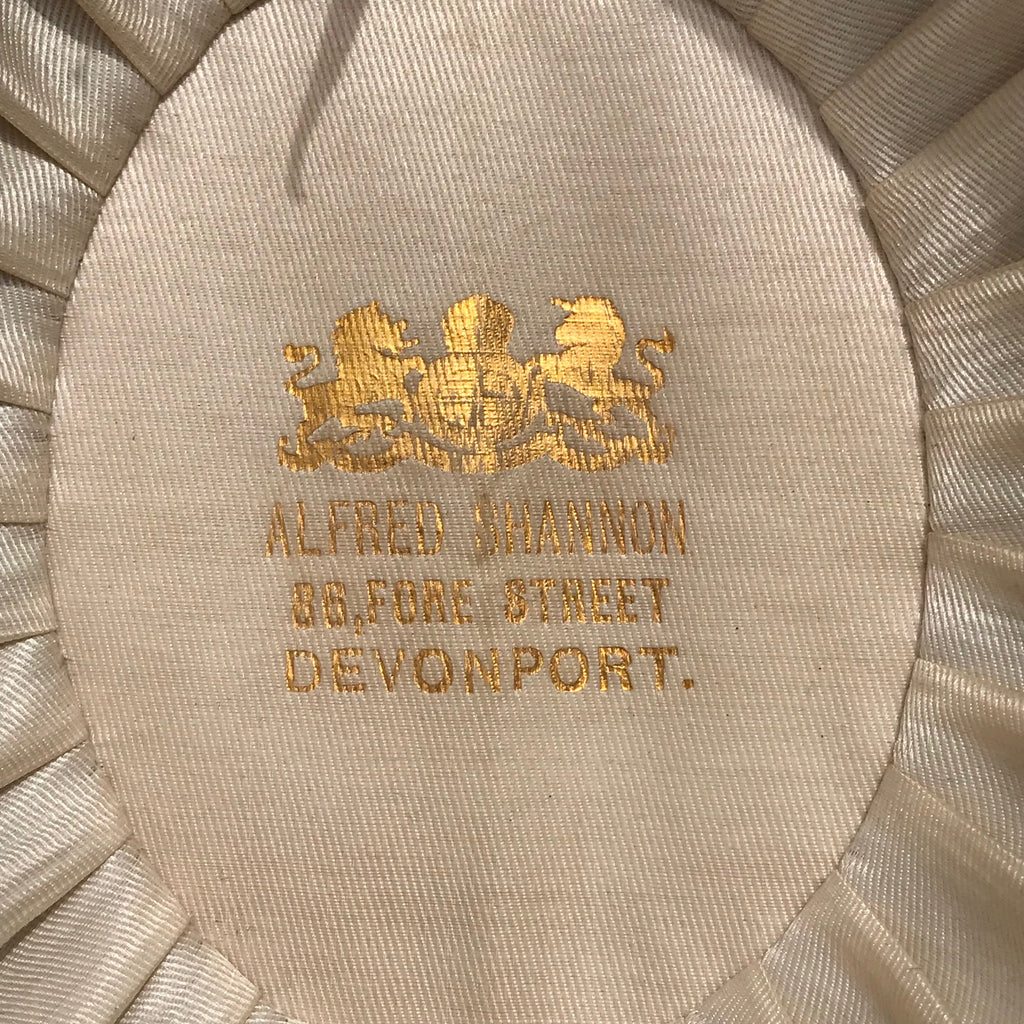 ALFRED SHANNON
86, FORE STREET
DEVONPORT.